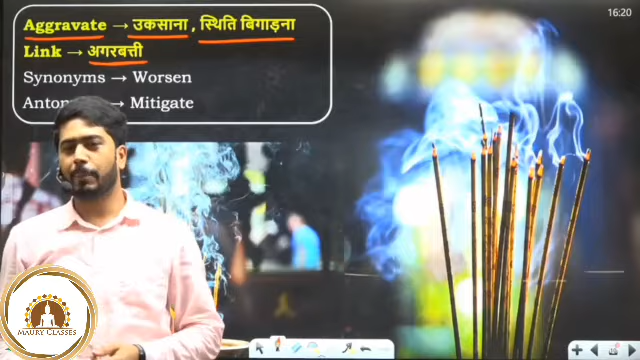 Aggravate → उकसाना , स्थिति बिगाड़ना
Link → अगरबत्ती
Synonyms → Worsen
→ Mitigate
16:20
MAURY CLASSES